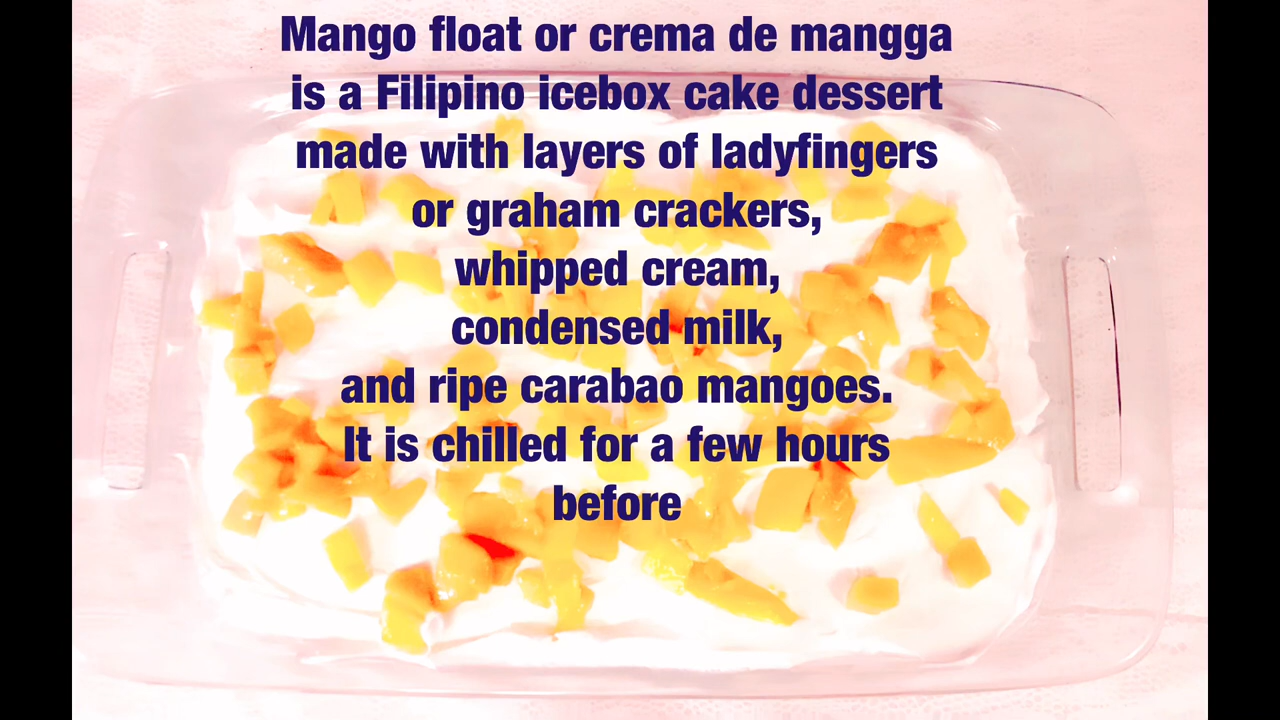 Mango float or crema de mangga
is a Filipino icebox cake dessert
made with layers of ladyfingers
or graham crackers,
whipped cream,
condensed milk,
and ripe carabao mangoes.
It is chilled for a few hours
before